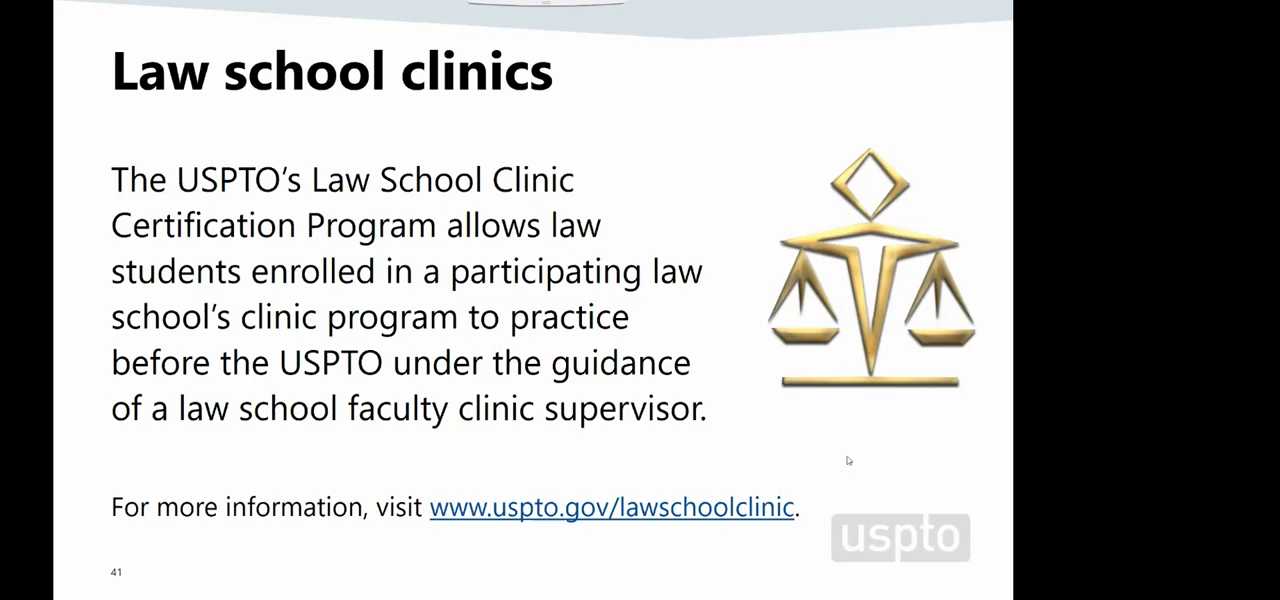 Law school clinics
The USPTO's Law School Clinic
Certification Program allows law
students enrolled in a participating law
school's clinic program to practice
before the USPTO under the guidance
of a law school faculty clinic supervisor.
For more information, visit www.uspto.gov/lawschoolclinic.
uspto
41